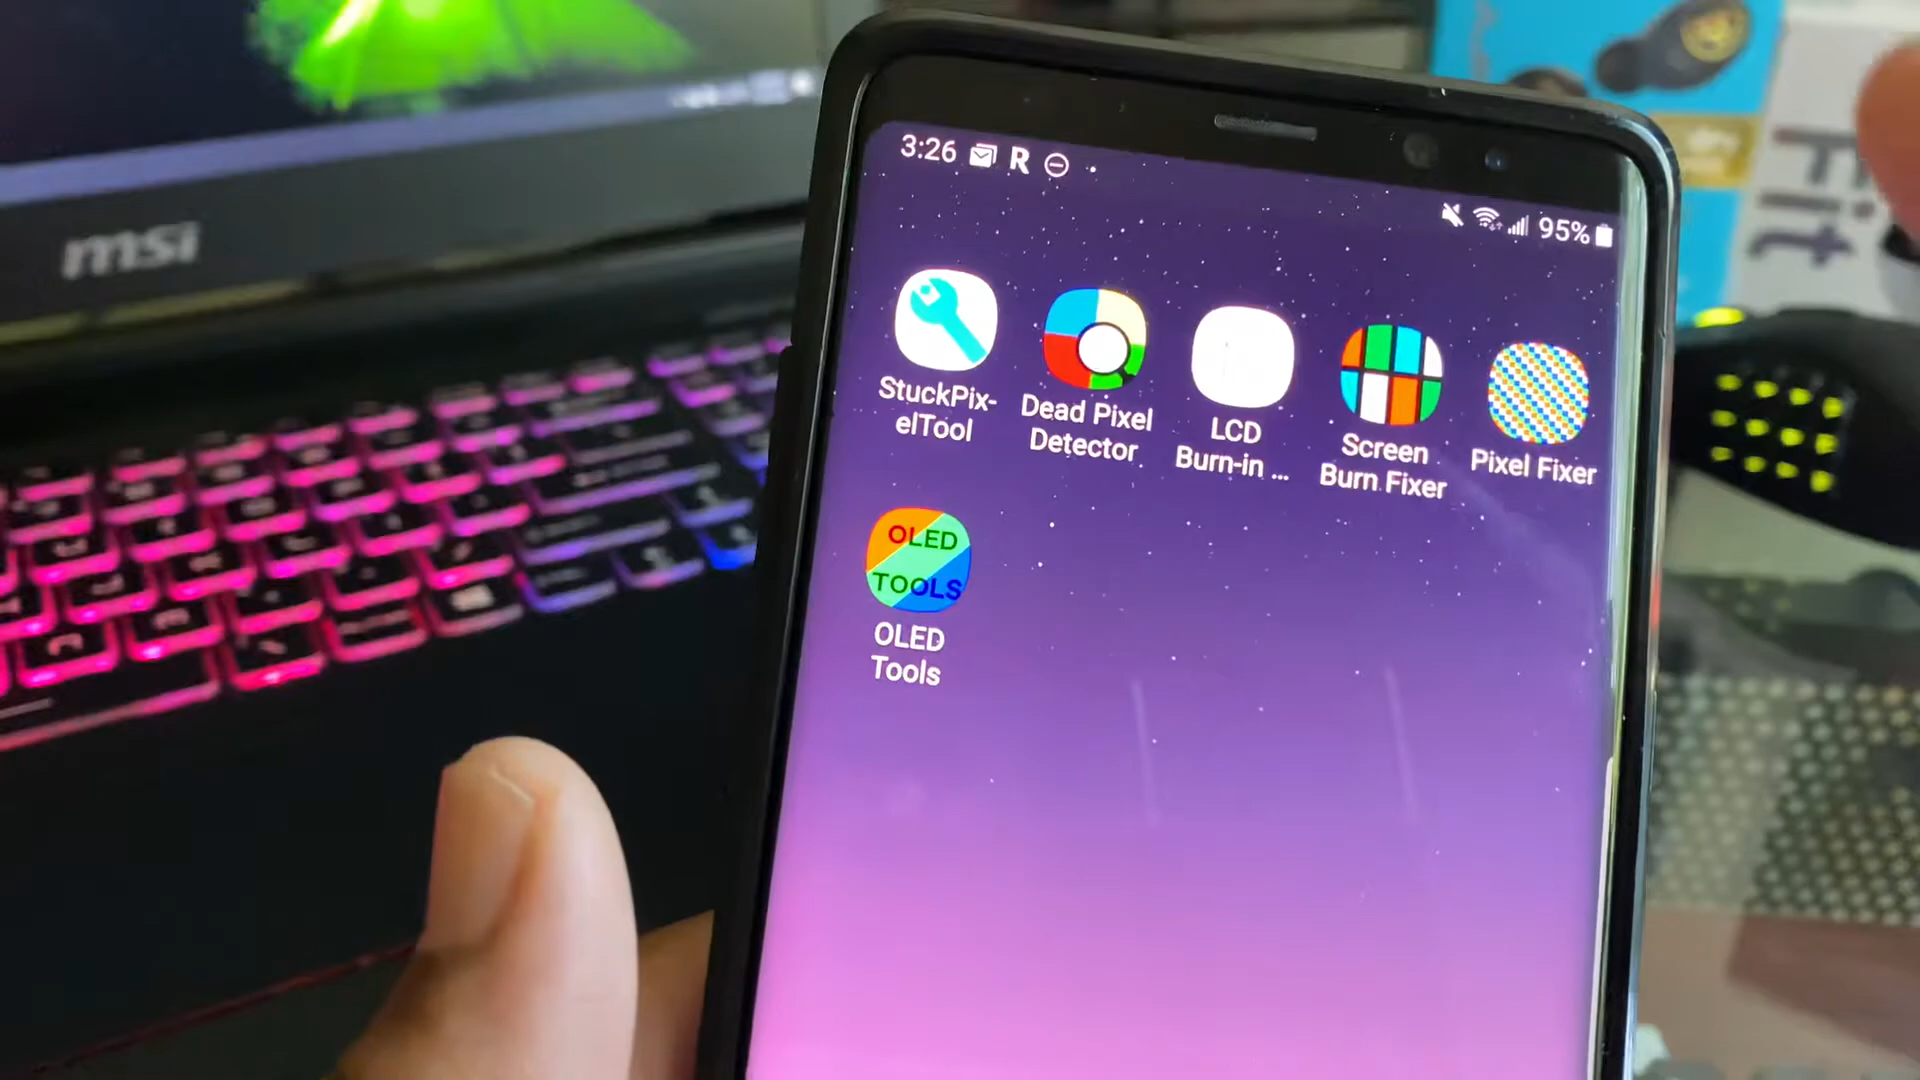 msi
3:26
R
95%
StuckPix-
elTool
Dead Pixel
Detector
LCD
Burn-in ...
Screen
Burn Fixer
Pixel Fixer
OLED
TOOLS
OLED
Tools
Fit